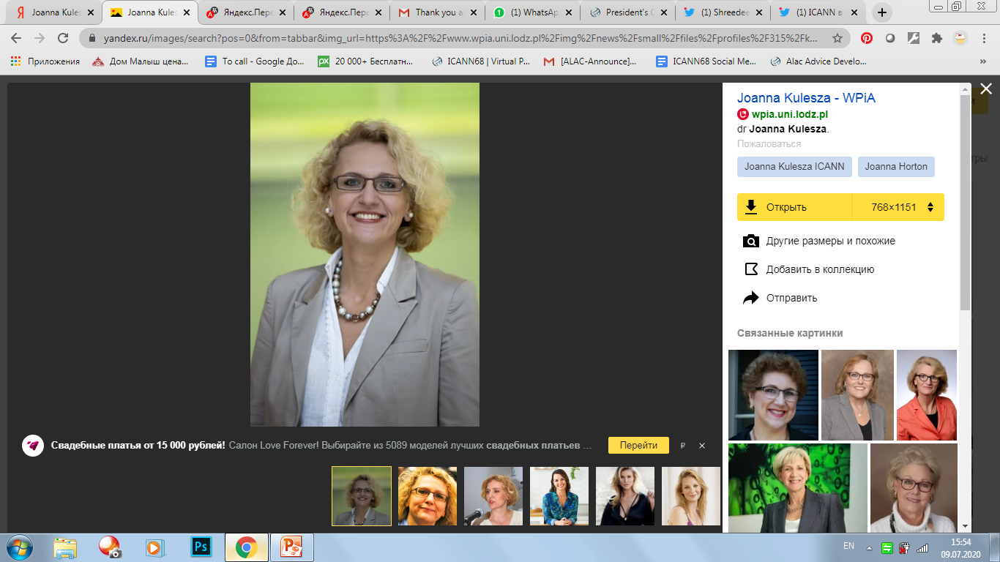 Joanna Kules
Joanna Kules
Яндекс.Пере
Яндекс.Пере
Thank you a
(1) WhatsAp
President's C
(1) Shreedee
(1) ICANN в
yandex.ru/images/search?pos=0&from=tabbar&img_url=https%3A%2F%2Fwww.wpia.uni.lodz.pl%2Fimg%2Fnews%2Fsmall%2Ffiles%2Fprofiles%2F315%2Fk...
Приложения
Дом Малыш цена...
To call - Google До...
20 000+ Бесплатн...
ICANN68 | Virtual P...
[ALAC-Announce]...
ICANN68 Social Me...
Alac Advice Develo...
»
Joanna Kulesza - WPiA
wpia.uni.lodz.pl
dr Joanna Kulesza.
Пожаловаться
Joanna Kulesza ICANN
Joanna Horton
Открыть
768×1151
Другие размеры и похожие
Добавить в коллекцию
Отправить
Связанные картинки
Свадебные платья от 15 000 рублей! Салон Love Forever! Выбирайте из 5089 моделей лучших свадебных платьев ...
Перейти
₽
EN
15:54
09.07.2020